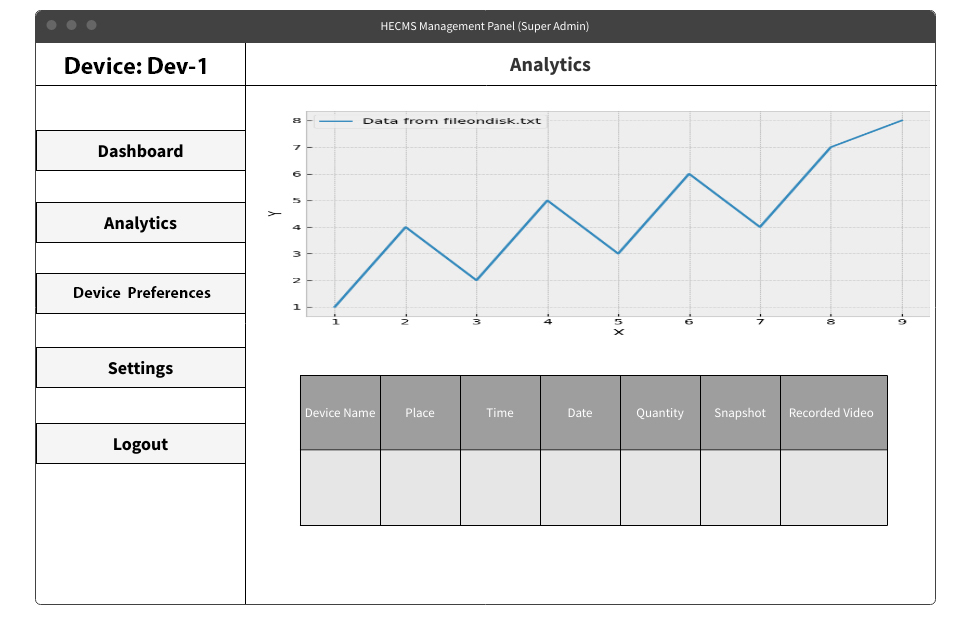 HECMS Management Panel (Super Admin)
Device: Dev-1
Analytics
Dashboard
Analytics
Device Preferences
Settings
Logout
Data from fileondisk.txt
8
7
6
5
4
3
2
1
Y
1 2 3 4 5 6 7 8 9
X
Device Name Place Time Date Quantity Snapshot Recorded Video